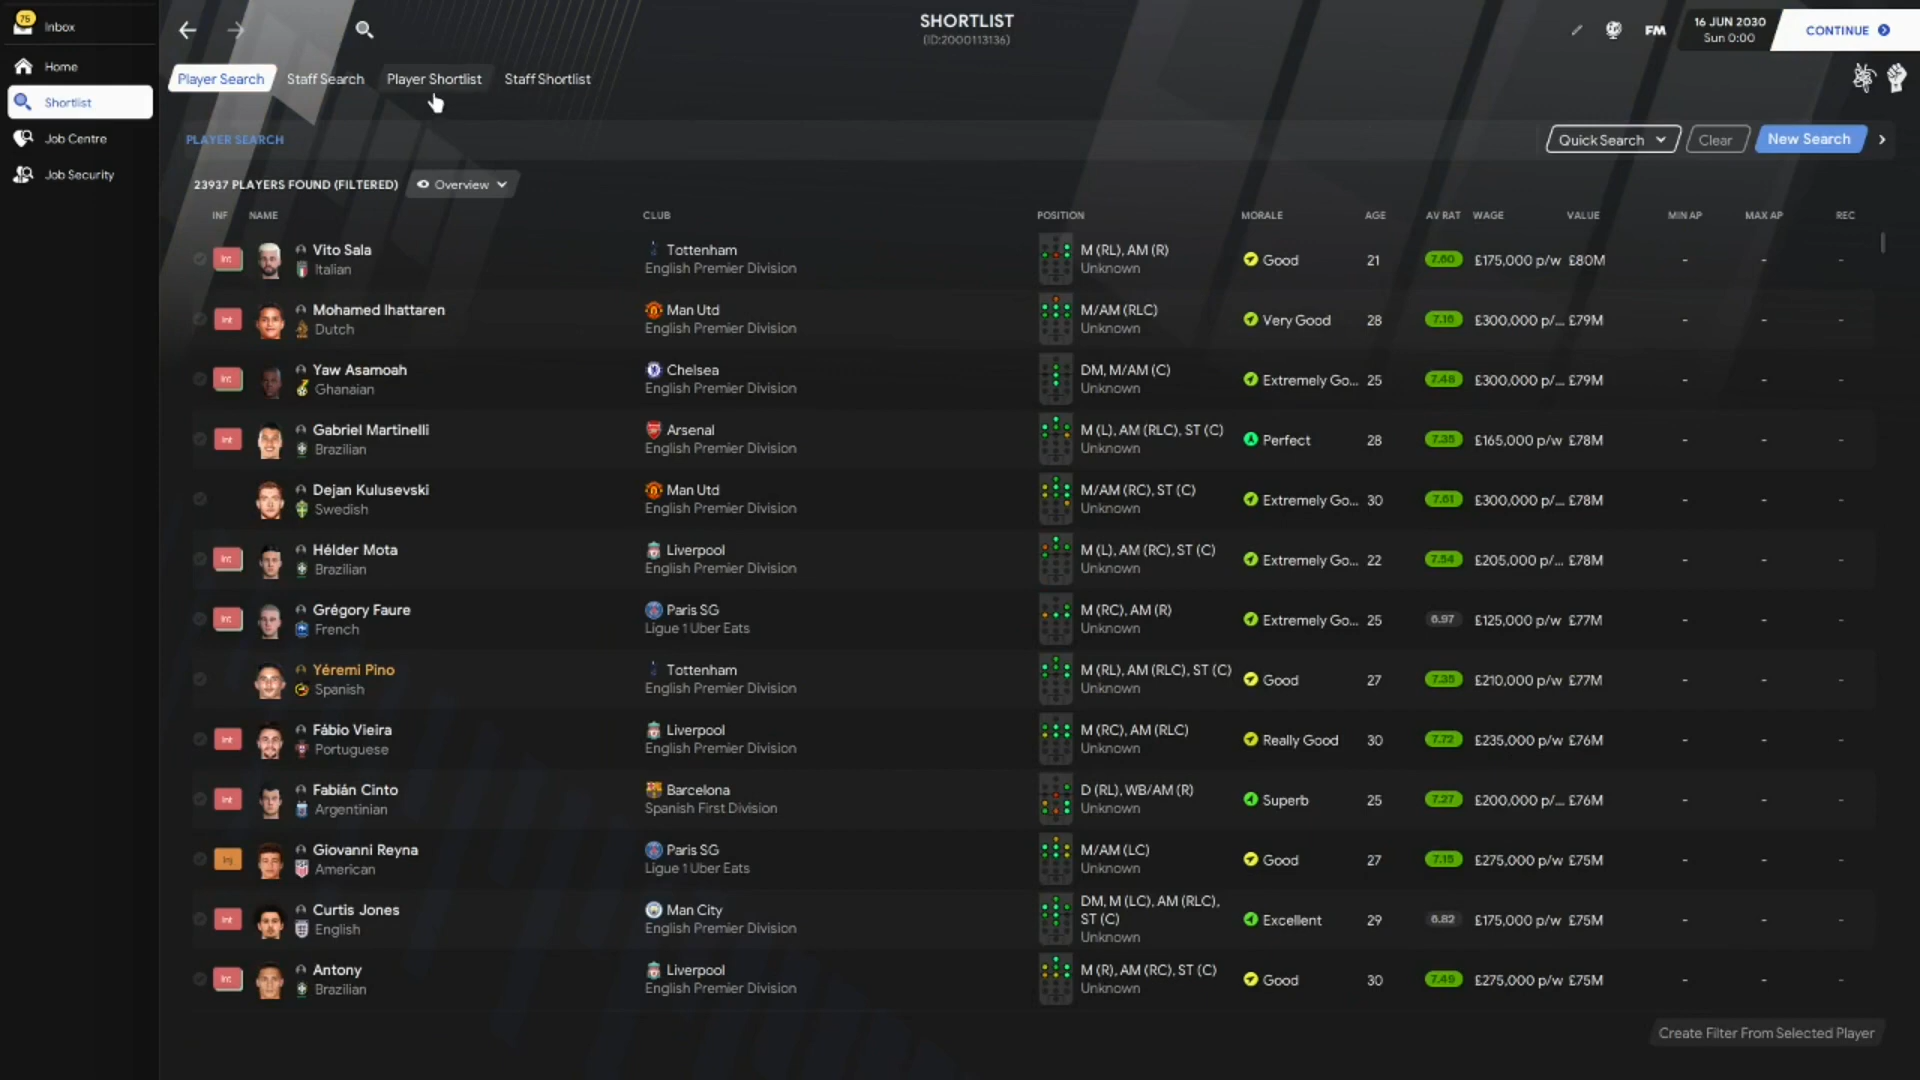 75
Inbox
Home
Shortlist
Job Centre
Job Security
SHORTLIST
(ID:2000113136)
FM
16 JUN 2030
Sun 0:00
CONTINUE
Player Search
Staff Search
Player Shortlist
Staff Shortlist
PLAYER SEARCH
Quick Search
Clear
New Search
23937 PLAYERS FOUND (FILTERED)
Overview
INF NAME CLUB POSITION MORALE AGE AV RAT WAGE VALUE MIN AP MAX AP REC
Int Vito Sala Tottenham M (RL), AM (R) Good 21 7.60 £175,000 p/w £80M - - -
Italian English Premier Division Unknown
Int Mohamed Ihattaren Man Utd M/AM (RLC) Very Good 28 7.16 £300,000 p/... £79M - - -
Dutch English Premier Division Unknown
Int Yaw Asamoah Chelsea DM, M/AM (C) Extremely Go... 25 7.48 £300,000 p/... £79M - - -
Ghanaian English Premier Division Unknown
Int Gabriel Martinelli Arsenal M (L), AM (RLC), ST (C) Perfect 28 7.35 £165,000 p/w £78M - - -
Brazilian English Premier Division Unknown
Dejan Kulusevski Man Utd M/AM (RC), ST (C) Extremely Go... 30 7.61 £300,000 p/... £78M - - -
Swedish English Premier Division Unknown
Int Hélder Mota Liverpool M (L), AM (RC), ST (C) Extremely Go... 22 7.54 £205,000 p/... £78M - - -
Brazilian English Premier Division Unknown
Int Grégory Faure Paris SG M (RC), AM (R) Extremely Go... 25 6.97 £125,000 p/w £77M - - -
French Ligue 1 Uber Eats Unknown
Yéremi Pino Tottenham M (RL), AM (RLC), ST (C) Good 27 7.35 £210,000 p/w £77M - - -
Spanish English Premier Division Unknown
Int Fábio Vieira Liverpool M (RC), AM (RLC) Really Good 30 7.72 £235,000 p/w £76M - - -
Portuguese English Premier Division Unknown
Int Fabián Cinto Barcelona D (RL), WB/AM (R) Superb 25 7.27 £200,000 p/... £76M - - -
Argentinian Spanish First Division Unknown
Inj Giovanni Reyna Paris SG M/AM (LC) Good 27 7.15 £275,000 p/w £75M - - -
American Ligue 1 Uber Eats Unknown
Int Curtis Jones Man City DM, M (LC), AM (RLC), ST (C) Excellent 29 6.82 £175,000 p/w £75M - - -
English English Premier Division Unknown
Int Antony Liverpool M (R), AM (RC), ST (C) Good 30 7.49 £275,000 p/w £75M - - -
Brazilian English Premier Division Unknown
Create Filter From Selected Player